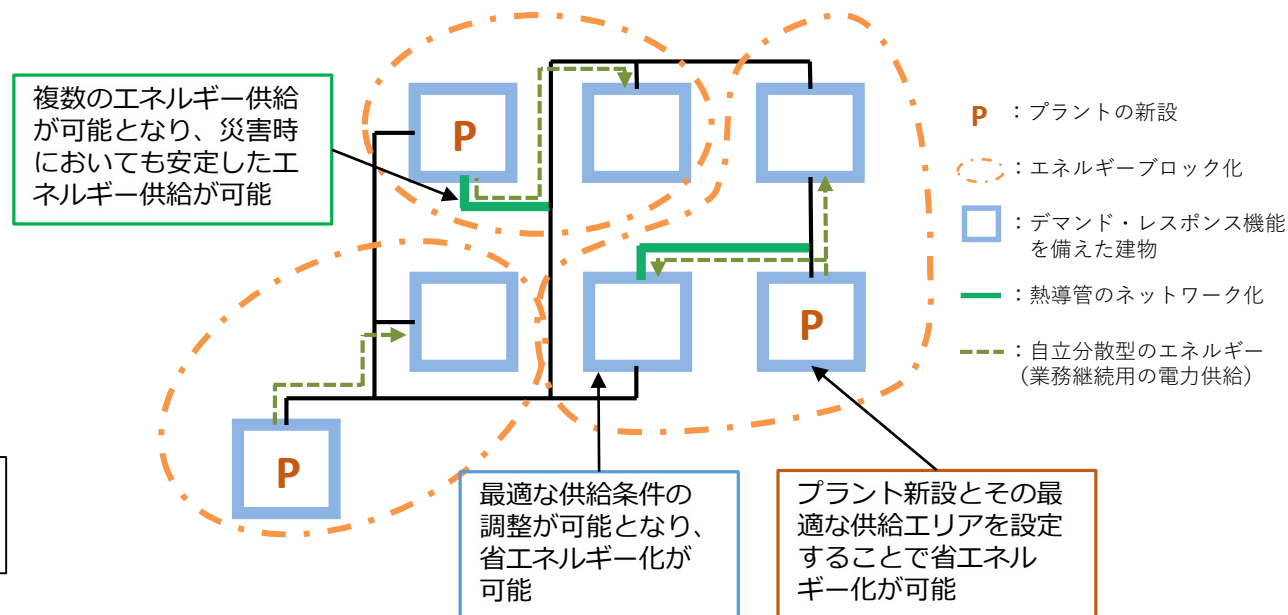 複数のエネルギー供給
が可能となり、災害時
においても安定したエ
ネルギー供給が可能
P
P
P
最適な供給条件の
調整が可能となり、
省エネルギー化が
可能
プラント新設とその最
適な供給エリアを設定
することで省エネル
ギー化が可能
P ：プラントの新設
：エネルギーブロック化
：デマンド・レスポンス機能
を備えた建物
：熱導管のネットワーク化
：自立分散型のエネルギー
（業務継続用の電力供給）